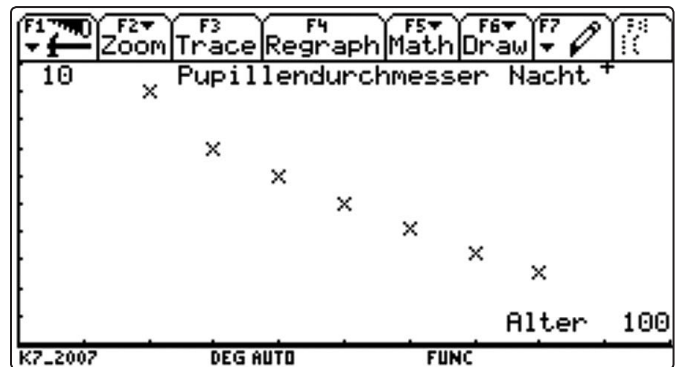 F1 F2 F3 F4 F5 F6 F7
Zoom Trace Regraph Math Draw
10 Pupillendurchmesser Nacht
Alter 100
K7_2007 DEG AUTO FUNC